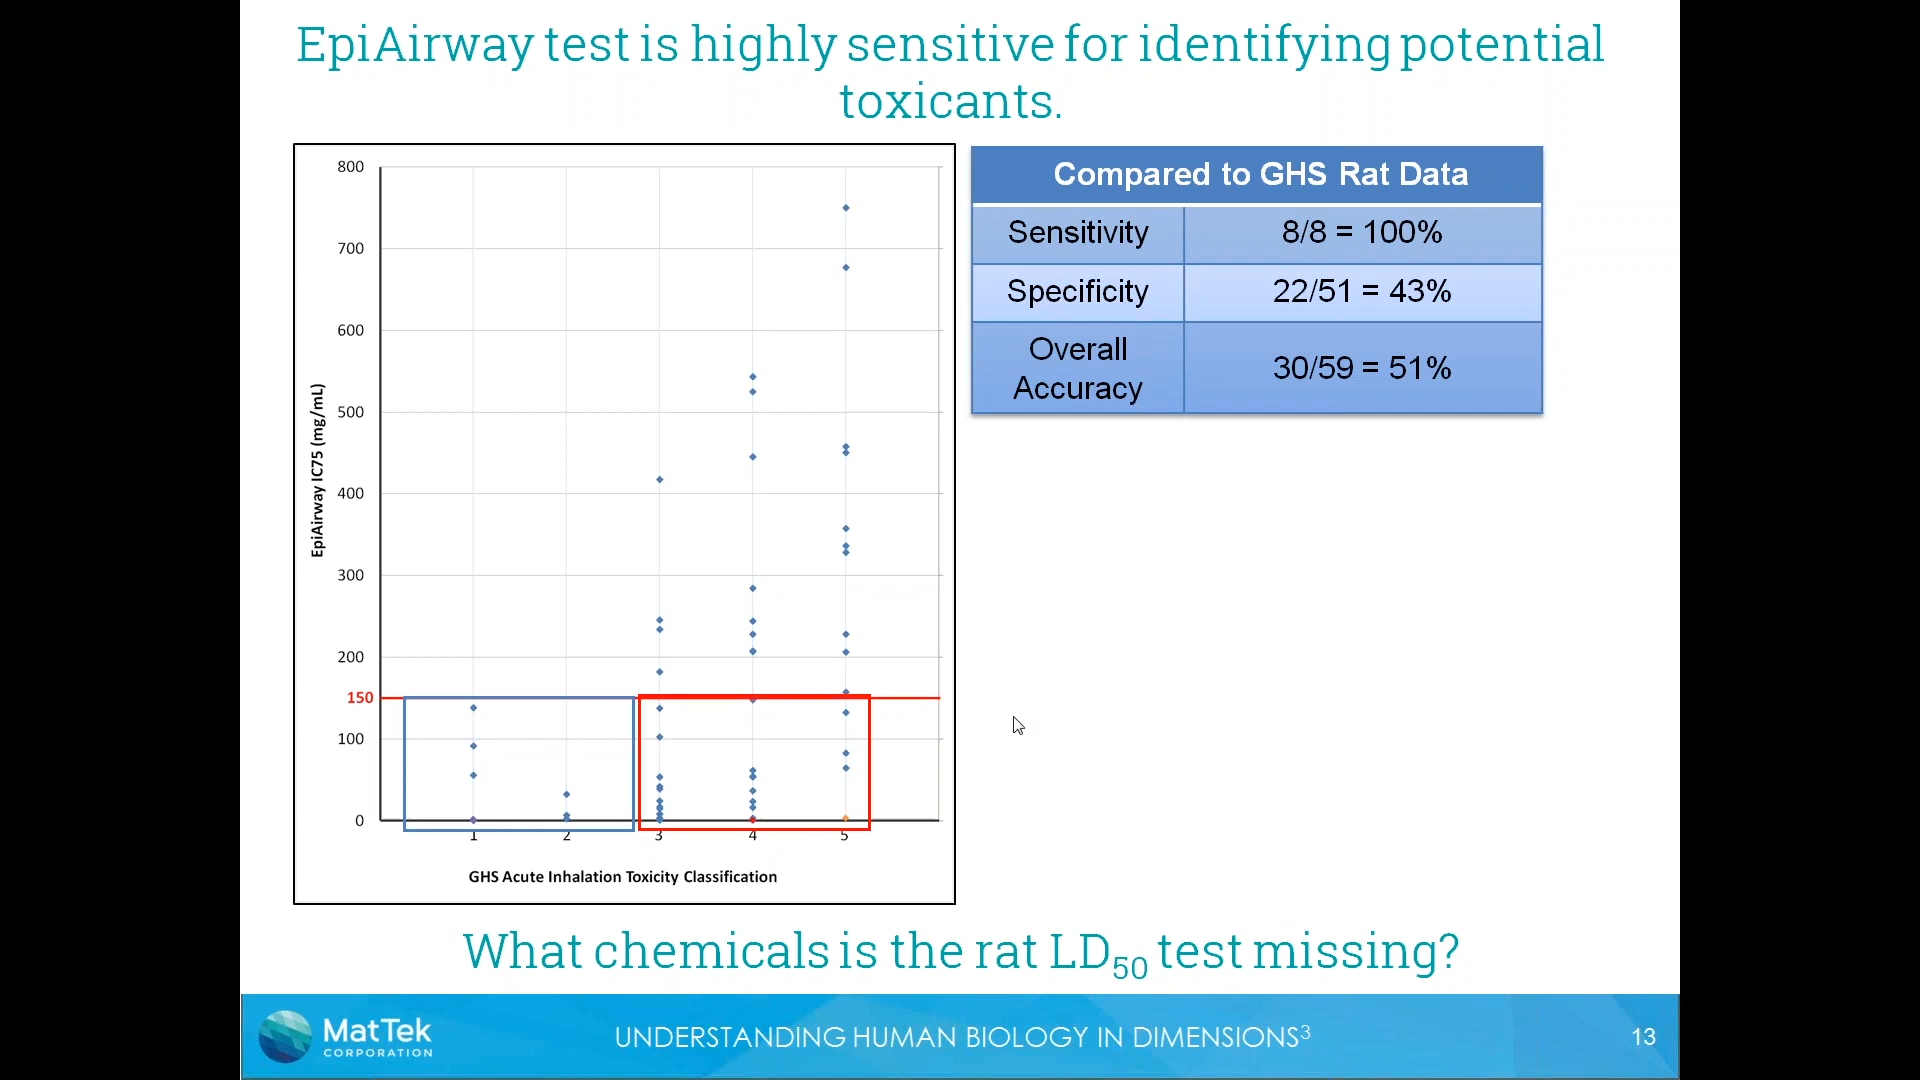 EpiAirway test is highly sensitive for identifying potential
toxicants.
800
700
600
500
400
300
200
150
100
0
EpiAirway IC75 (mg/mL)
1 2 3 4 5
GHS Acute Inhalation Toxicity Classification
Compared to GHS Rat Data
Sensitivity 8/8 = 100%
Specificity 22/51 = 43%
Overall
Accuracy 30/59 = 51%
What chemicals is the rat LD50 test missing?
MatTek
CORPORATION
UNDERSTANDING HUMAN BIOLOGY IN DIMENSIONS³
13